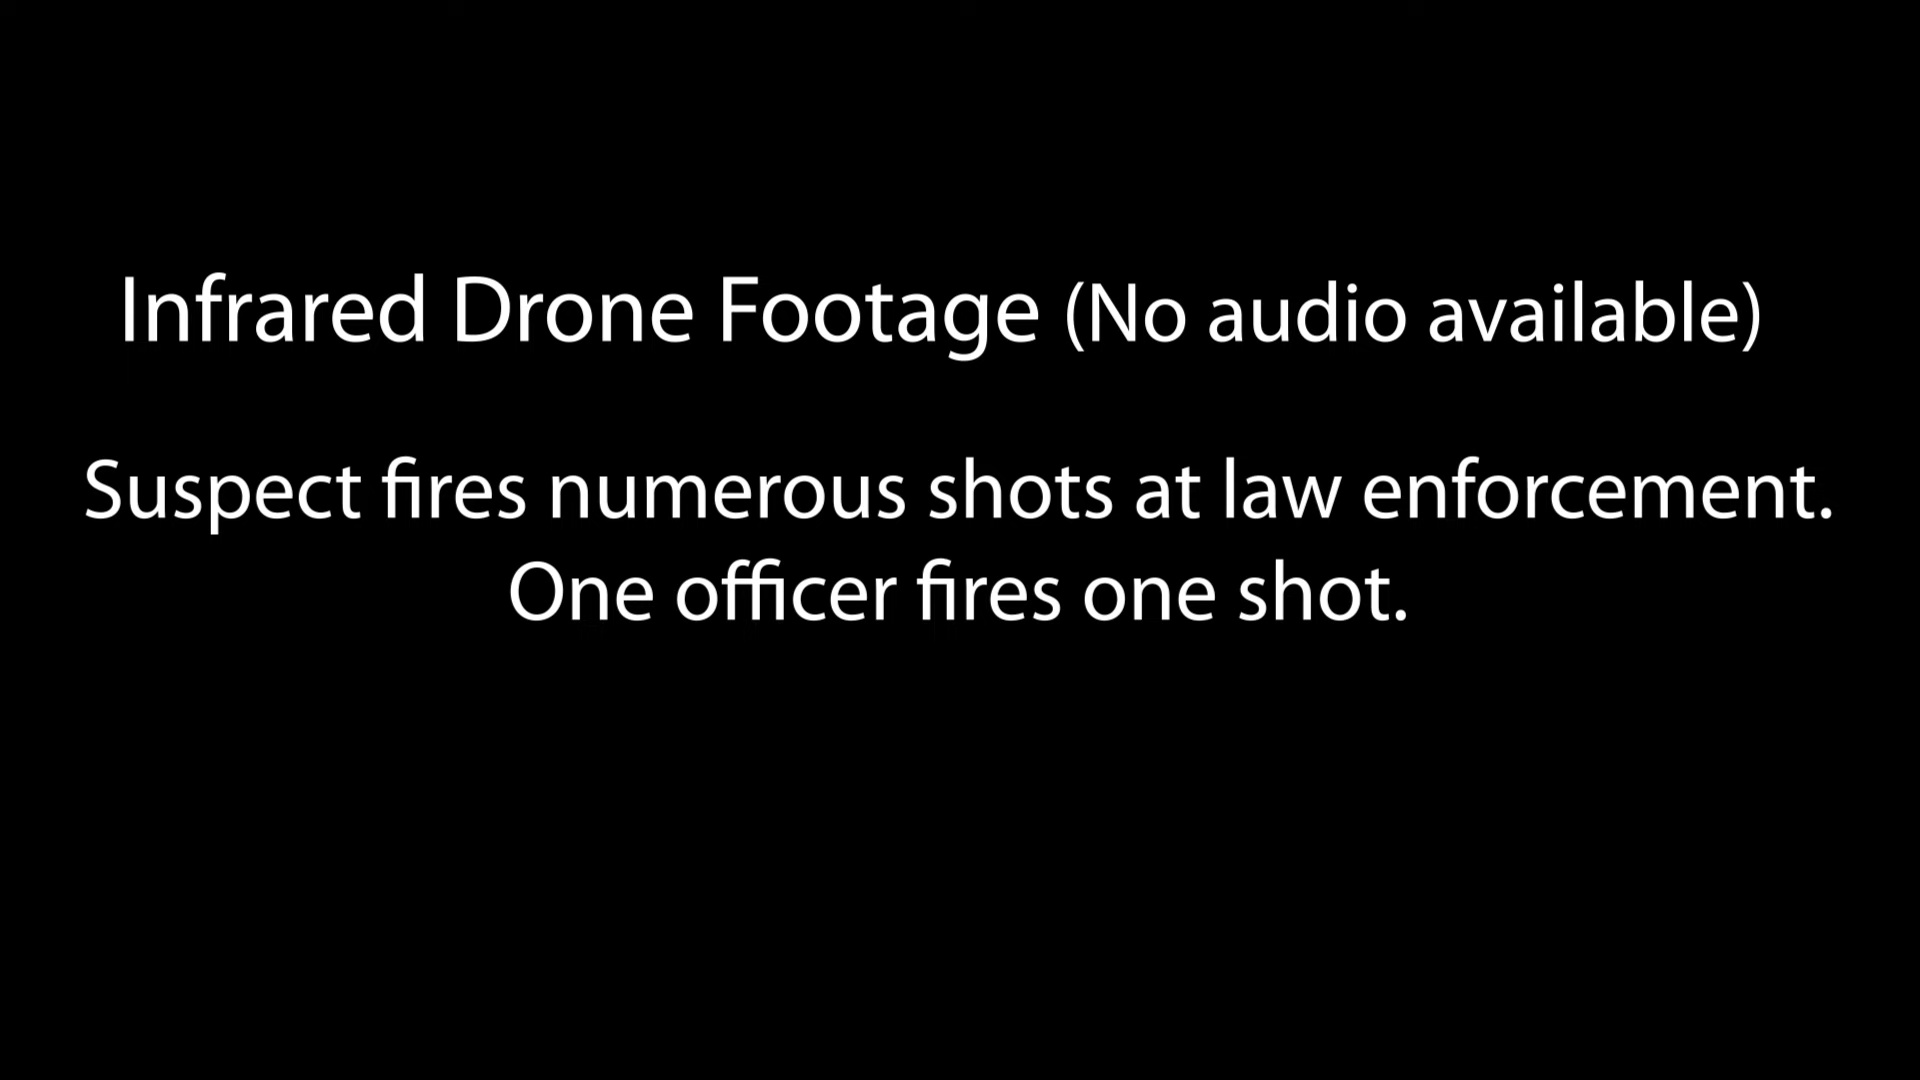 Infrared Drone Footage (No audio available)
Suspect fires numerous shots at law enforcement.
One officer fires one shot.